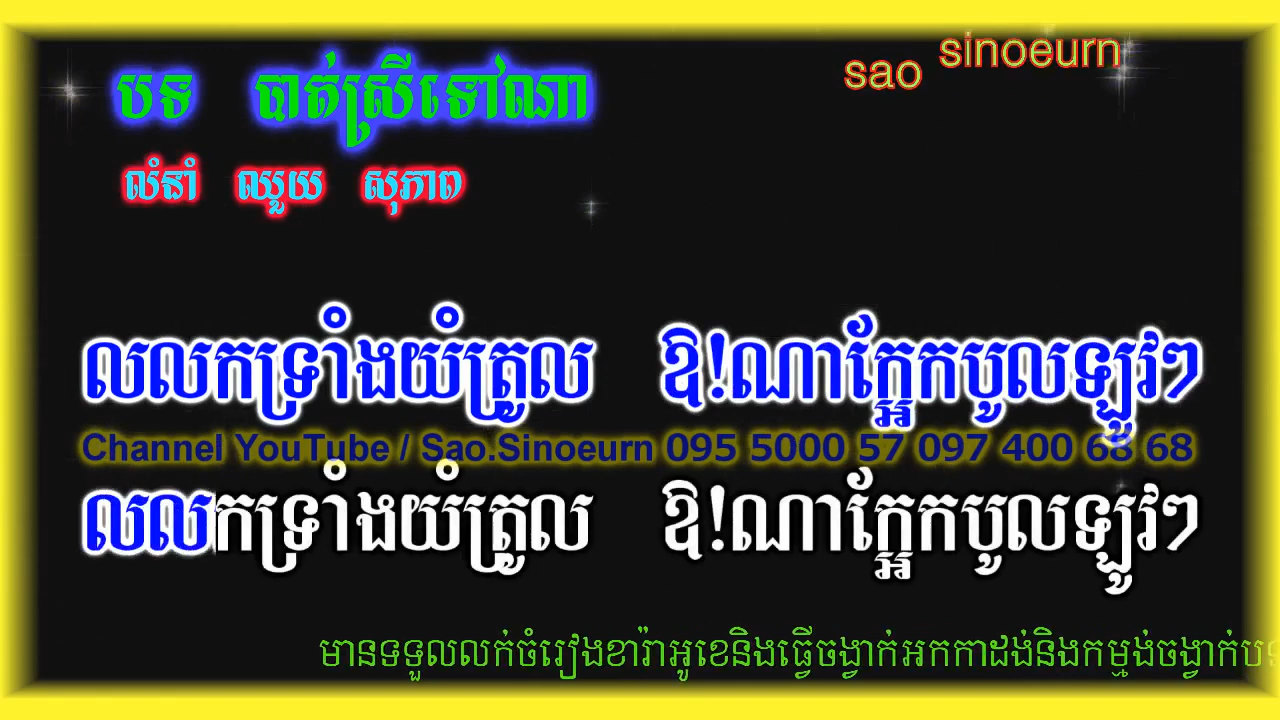 sao sinoeurn
បទ បាត់ស្រីទៅណា
លំនាំ ឈួយ សុភាព
លលកទ្រាំងយំត្រូល ឱ!ណាក្អែកបូលឡូវៗ
Channel YouTube / Sao.Sinoeurn 095 5000 57 097 400 68 68
លលកទ្រាំងយំត្រូល ឱ!ណាក្អែកបូលឡូវៗ
មានទទួលលក់ចំរៀងខារ៉ាអូខេនិងធ្វើចង្វាក់អកកាដង់និងកម្មង់ចង្វាក់បទ